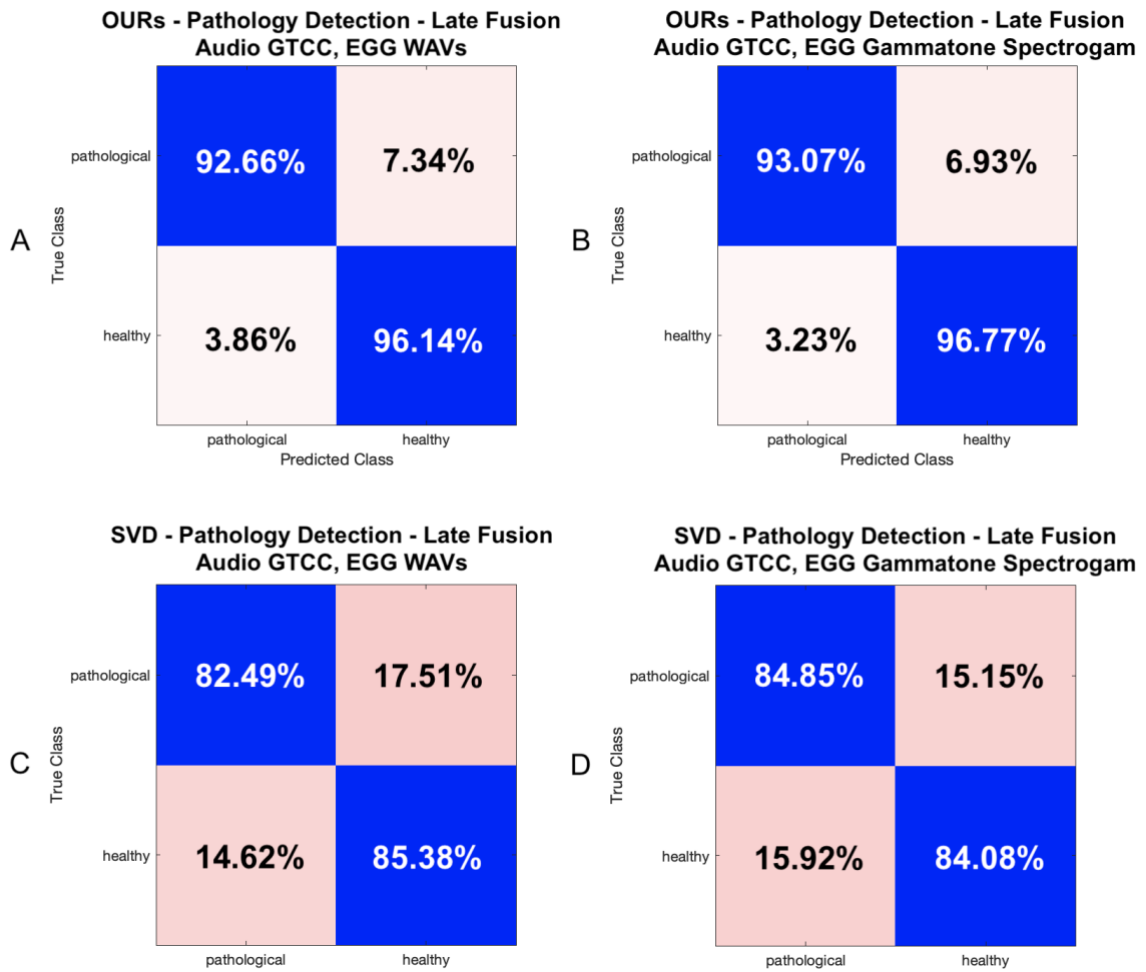 OURs - Pathology Detection - Late Fusion
Audio GTCC, EGG WAVs
pathological
92.66%
7.34%
True Class
A
healthy
3.86%
96.14%
pathological
healthy
Predicted Class
OURs - Pathology Detection - Late Fusion
Audio GTCC, EGG Gammatone Spectrogam
pathological
93.07%
6.93%
True Class
B
healthy
3.23%
96.77%
pathological
healthy
Predicted Class
SVD - Pathology Detection - Late Fusion
Audio GTCC, EGG WAVs
pathological
82.49%
17.51%
True Class
C
healthy
14.62%
85.38%
pathological
healthy
SVD - Pathology Detection - Late Fusion
Audio GTCC, EGG Gammatone Spectrogam
pathological
84.85%
15.15%
True Class
D
healthy
15.92%
84.08%
pathological
healthy